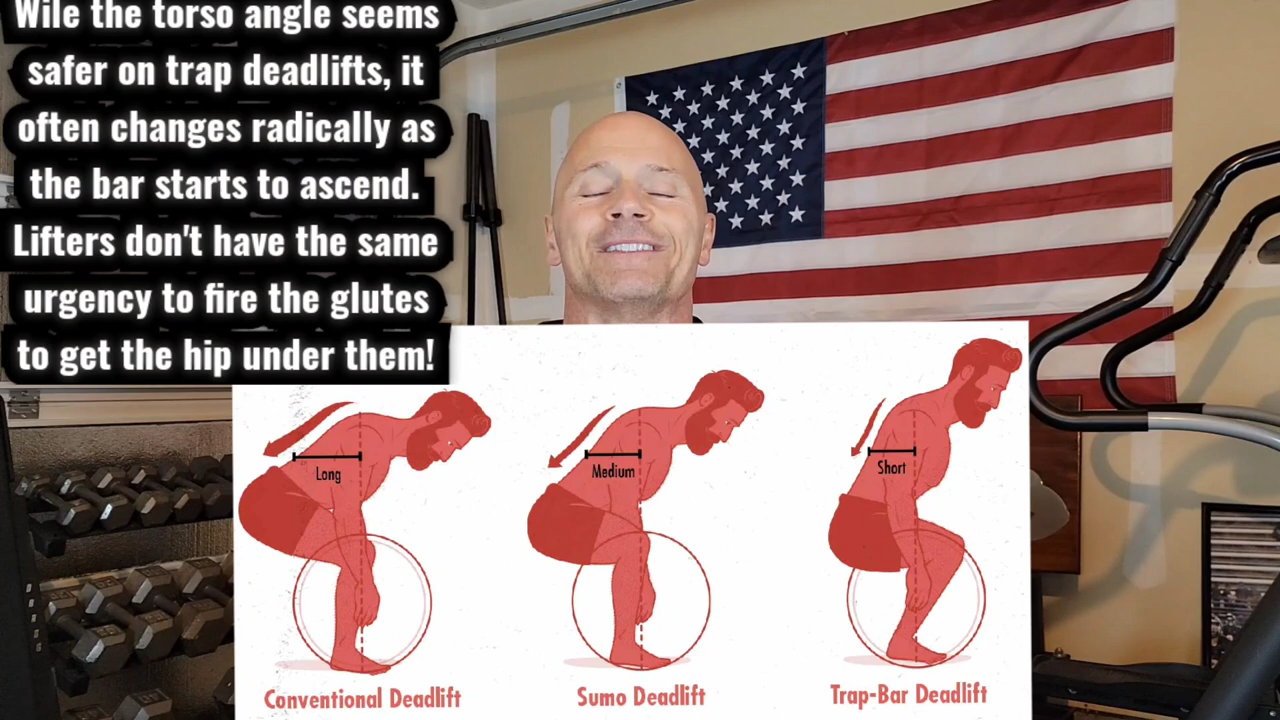 Wile the torso angle seems
safer on trap deadlifts, it
often changes radically as
the bar starts to ascend.
Lifters don't have the same
urgency to fire the glutes
to get the hip under them!
Long
Medium
Short
Conventional Deadlift
Sumo Deadlift
Trap-Bar Deadlift